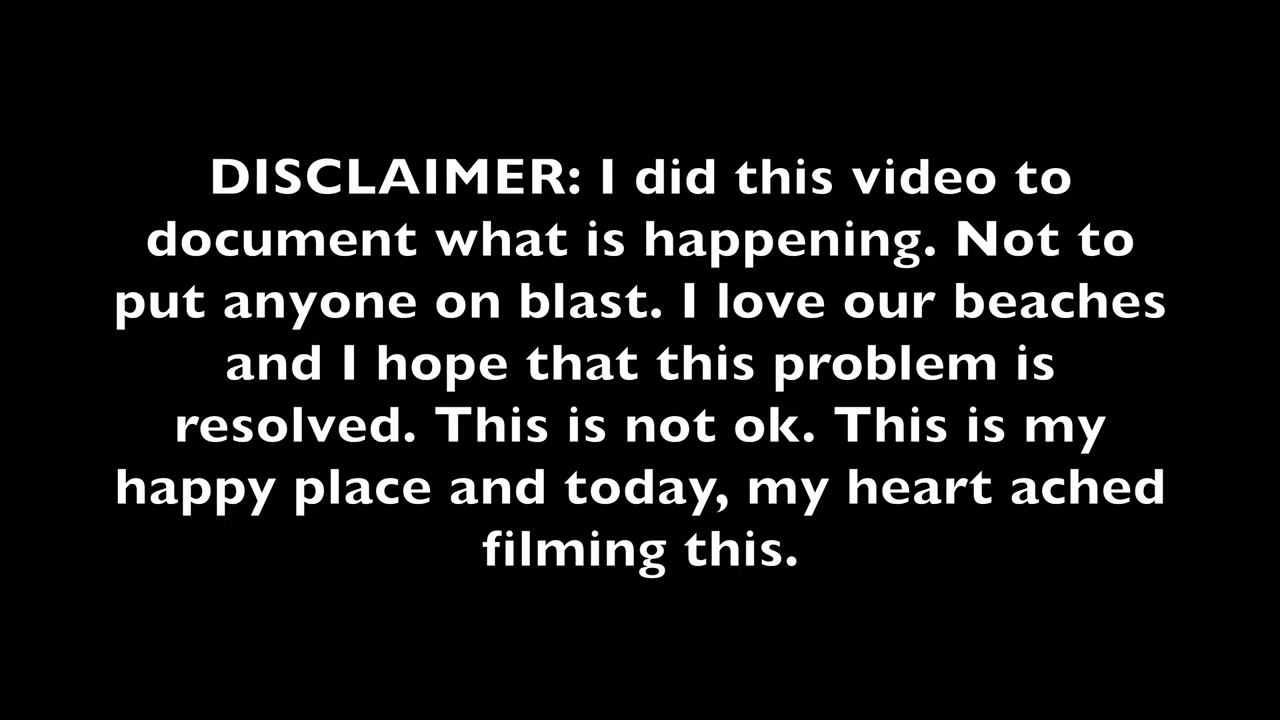 DISCLAIMER: I did this video to
document what is happening. Not to
put anyone on blast. I love our beaches
and I hope that this problem is
resolved. This is not ok. This is my
happy place and today, my heart ached
filming this.